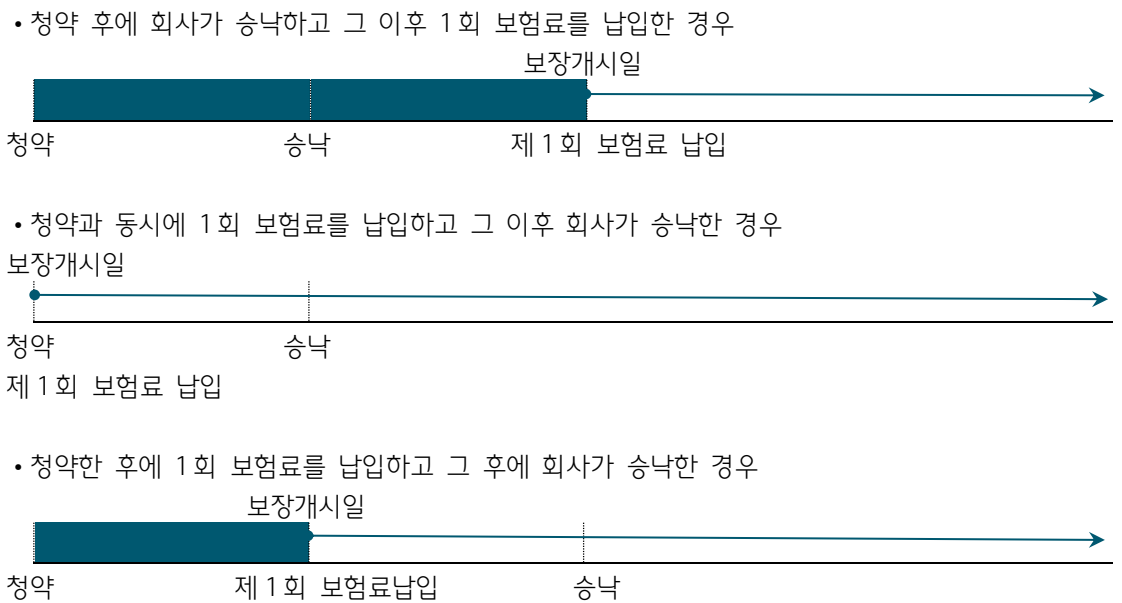 •청약 후에 회사가 승낙하고 그 이후 1회 보험료를 납입한 경우
보장개시일
청약 승낙 제1회 보험료 납입
•청약과 동시에 1회 보험료를 납입하고 그 이후 회사가 승낙한 경우
보장개시일
청약 승낙
제1회 보험료 납입
•청약한 후에 1회 보험료를 납입하고 그 후에 회사가 승낙한 경우
보장개시일
청약 제1회 보험료납입 승낙